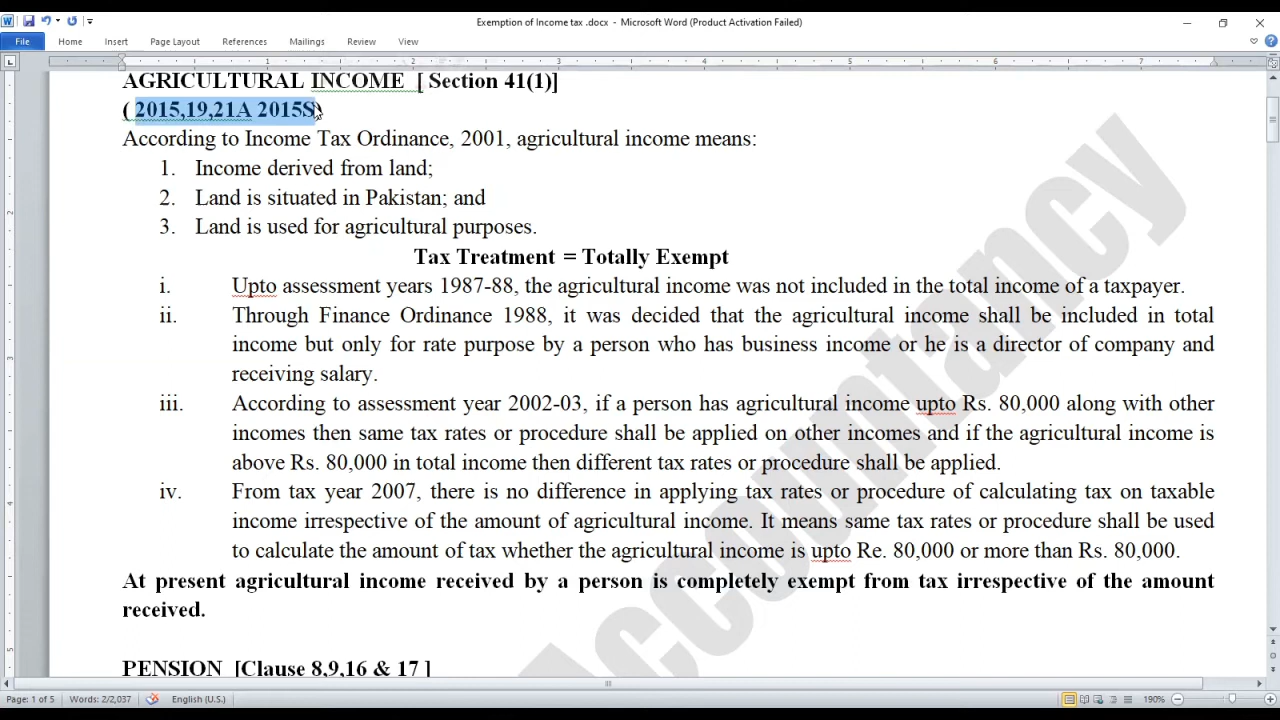 Exemption of Income tax .docx - Microsoft Word (Product Activation Failed)
File Home Insert Page Layout References Mailings Review View
1 2 3 4 5 6 7
AGRICULTURAL INCOME [ Section 41(1)]
( 2015,19,21A 2015S)
According to Income Tax Ordinance, 2001, agricultural income means:
1. Income derived from land;
2. Land is situated in Pakistan; and
3. Land is used for agricultural purposes.
Tax Treatment = Totally Exempt
i. Upto assessment years 1987-88, the agricultural income was not included in the total income of a taxpayer.
ii. Through Finance Ordinance 1988, it was decided that the agricultural income shall be included in total
income but only for rate purpose by a person who has business income or he is a director of company and
receiving salary.
iii. According to assessment year 2002-03, if a person has agricultural income upto Rs. 80,000 along with other
incomes then same tax rates or procedure shall be applied on other incomes and if the agricultural income is
above Rs. 80,000 in total income then different tax rates or procedure shall be applied.
iv. From tax year 2007, there is no difference in applying tax rates or procedure of calculating tax on taxable
income irrespective of the amount of agricultural income. It means same tax rates or procedure shall be used
to calculate the amount of tax whether the agricultural income is upto Re. 80,000 or more than Rs. 80,000.
At present agricultural income received by a person is completely exempt from tax irrespective of the amount
received.
PENSION [Clause 8,9,16 & 17 ]
Accountancy
Page: 1 of 5 Words: 2/2,037 English (U.S.) 190%